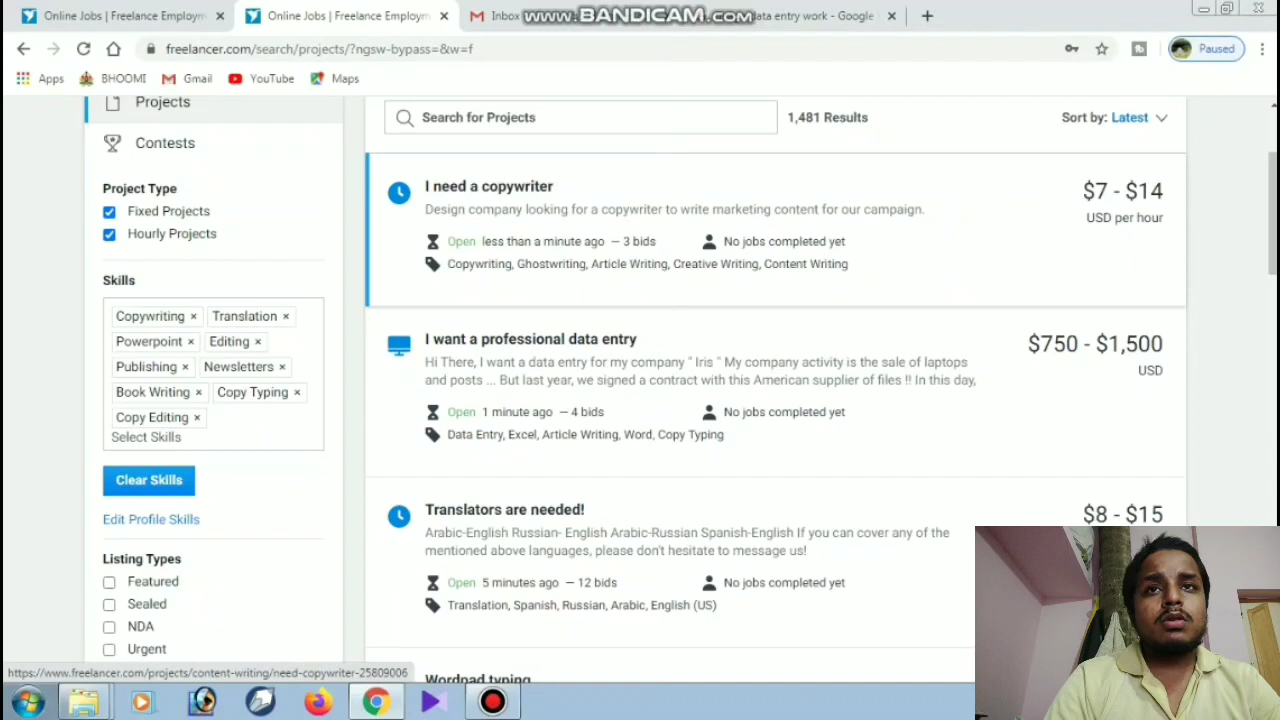 Online Jobs | Freelance Employm
Online Jobs | Freelance Employm
Inbox
www.BANDICAM.com
data entry work - Google
freelancer.com/search/projects/?ngsw-bypass=&w=f
Paused
Apps
BHOOMI
Gmail
YouTube
Maps
Projects
Contests
Project Type
Fixed Projects
Hourly Projects
Skills
Copywriting × Translation ×
Powerpoint × Editing ×
Publishing × Newsletters ×
Book Writing × Copy Typing ×
Copy Editing ×
Select Skills
Clear Skills
Edit Profile Skills
Listing Types
Featured
Sealed
NDA
Urgent
Search for Projects
1,481 Results
Sort by: Latest
I need a copywriter
$7 - $14
Design company looking for a copywriter to write marketing content for our campaign.
USD per hour
Open less than a minute ago – 3 bids
No jobs completed yet
Copywriting, Ghostwriting, Article Writing, Creative Writing, Content Writing
I want a professional data entry
$750 - $1,500
Hi There, I want a data entry for my company " Iris " My company activity is the sale of laptops
USD
and posts ... But last year, we signed a contract with this American supplier of files !! In this day,
Open 1 minute ago – 4 bids
No jobs completed yet
Data Entry, Excel, Article Writing, Word, Copy Typing
Translators are needed!
$8 - $15
Arabic-English Russian- English Arabic-Russian Spanish-English If you can cover any of the
mentioned above languages, please don't hesitate to message us!
Open 5 minutes ago – 12 bids
No jobs completed yet
Translation, Spanish, Russian, Arabic, English (US)
Wordpad typing
https://www.freelancer.com/projects/content-writing/need-copywriter-25809006